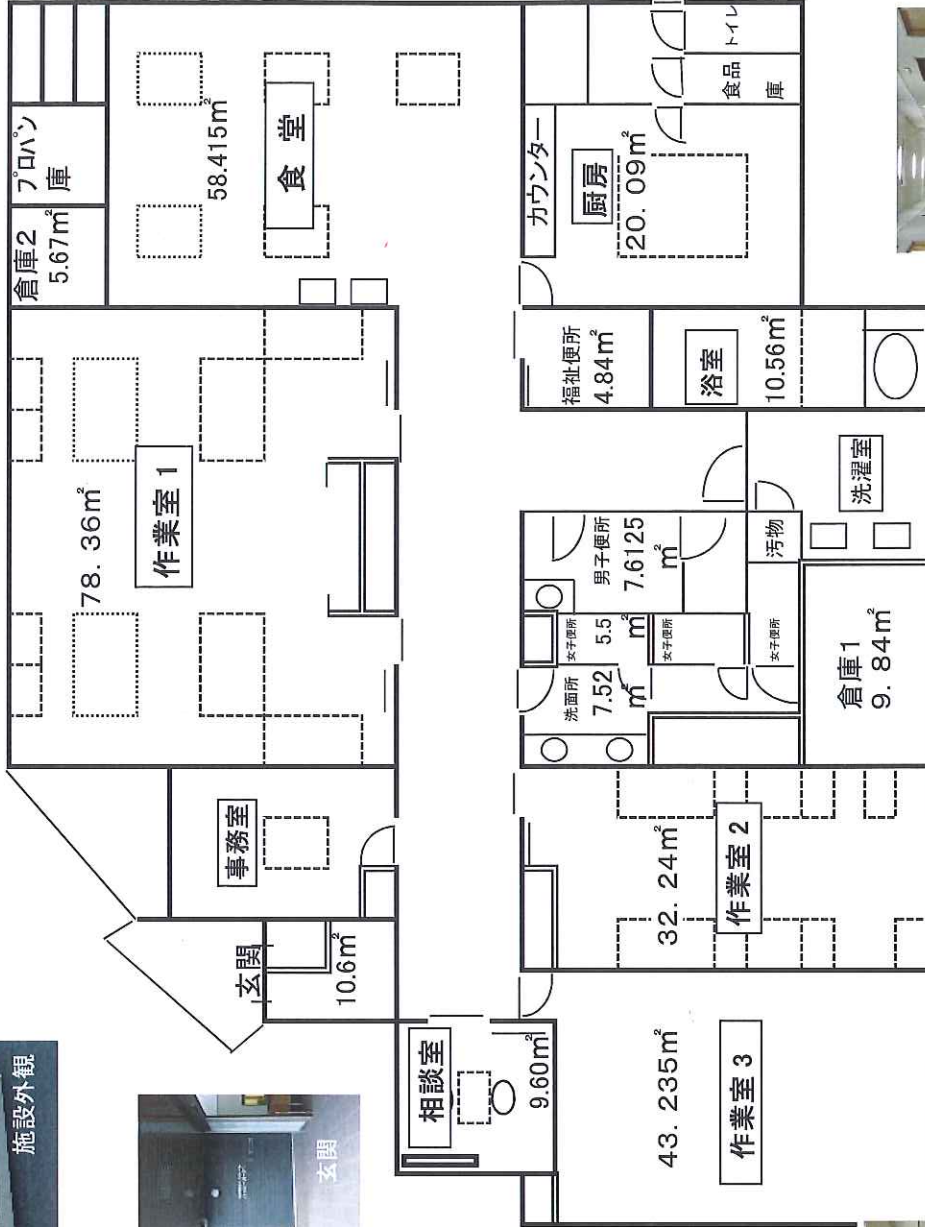 施設外観
玄関
プロパン
庫
倉庫2
5.67m²
58.415m²
食堂
カウンター
厨房
20. 09m²
食品
庫
トイレ
78. 36m²
作業室 1
福祉便所
4.84m²
浴室
10.56m²
洗濯室
汚物
男子便所
7.6125
m²
女子便所
5.5
m²
女子便所
女子便所
洗面所
7.52
m²
倉庫1
9. 84m²
事務室
玄関
10.6m²
32. 24m²
作業室 2
相談室
9.60m²
43. 235m²
作業室 3